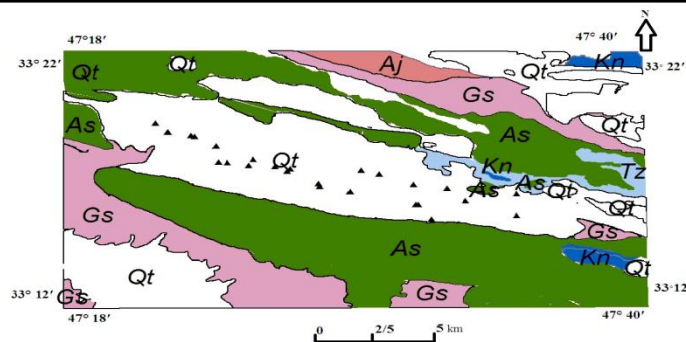 N
47° 18′ 47° 40′
33° 22′ 33° 22′
Qt Qt Aj Qt Kn
Gs
As As Qt
Qt Kn Tz
As As Qt
Qt
Gs As Gs
Kn Qt
Qt
33° 12′ Gs Gs 33° 12
47° 18′ 47° 40′
0 2/5 5 km